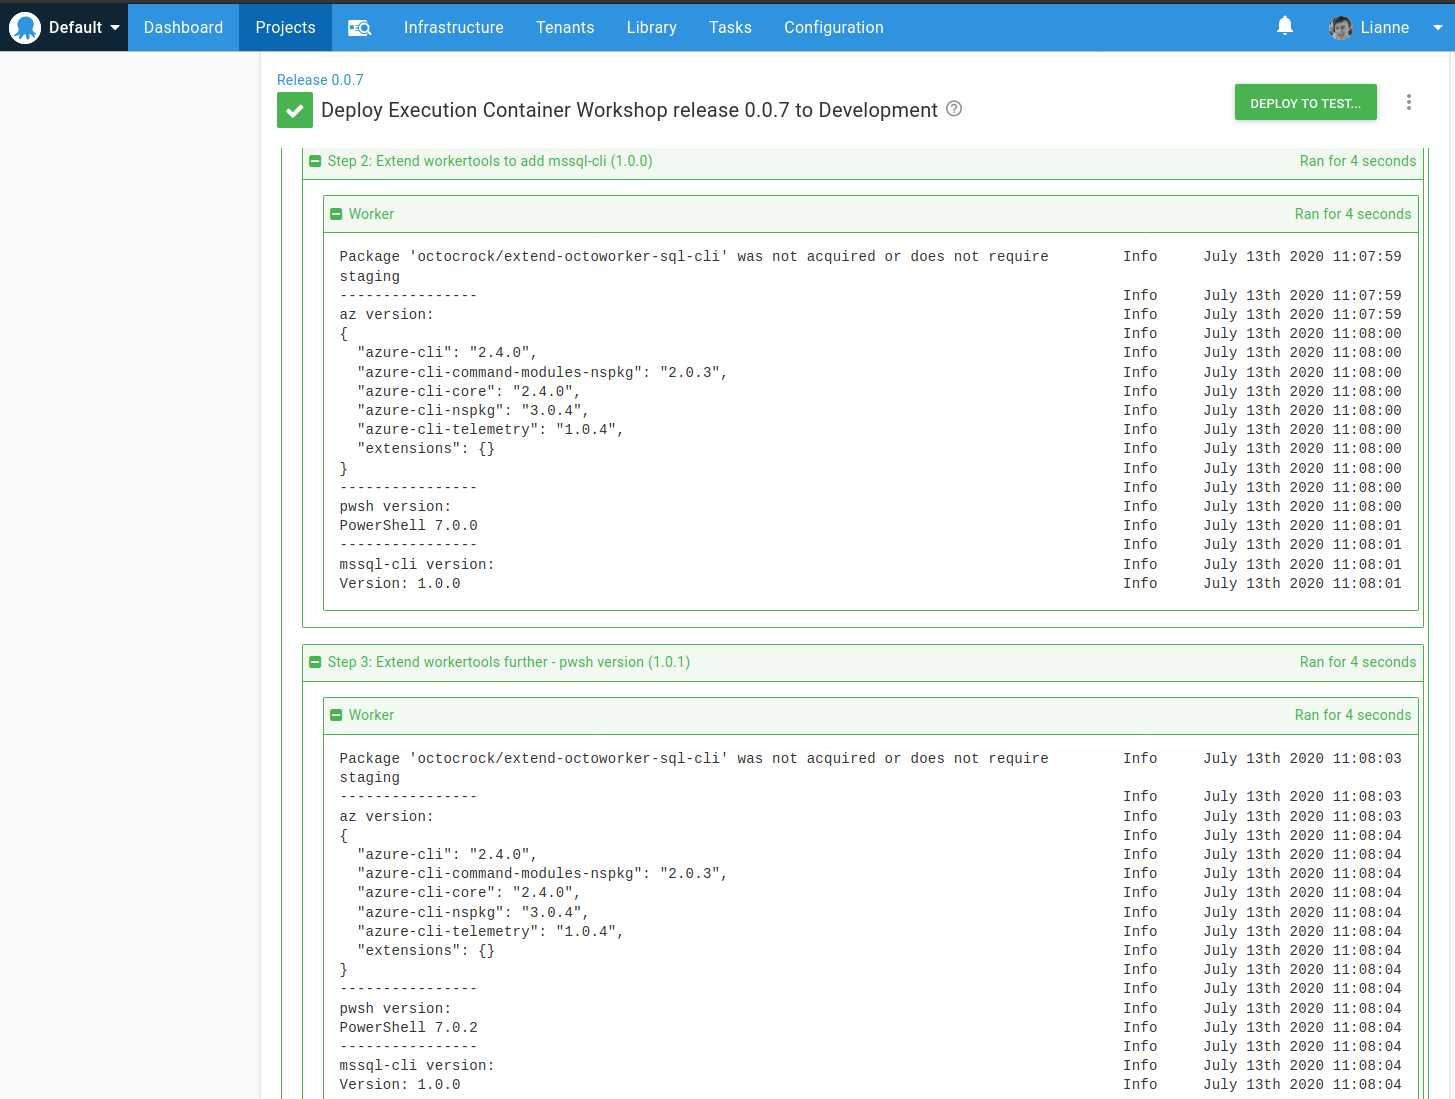 Default Dashboard Projects Infrastructure Tenants Library Tasks Configuration Lianne
Release 0.0.7
Deploy Execution Container Workshop release 0.0.7 to Development ? DEPLOY TO TEST...
Step 2: Extend workertools to add mssql-cli (1.0.0) Ran for 4 seconds
Worker Ran for 4 seconds
Package 'octocrock/extend-octoworker-sql-cli' was not acquired or does not require Info July 13th 2020 11:07:59
staging
---------------- Info July 13th 2020 11:07:59
az version: Info July 13th 2020 11:07:59
{ Info July 13th 2020 11:08:00
"azure-cli": "2.4.0", Info July 13th 2020 11:08:00
"azure-cli-command-modules-nspkg": "2.0.3", Info July 13th 2020 11:08:00
"azure-cli-core": "2.4.0", Info July 13th 2020 11:08:00
"azure-cli-nspkg": "3.0.4", Info July 13th 2020 11:08:00
"azure-cli-telemetry": "1.0.4", Info July 13th 2020 11:08:00
"extensions": {} Info July 13th 2020 11:08:00
} Info July 13th 2020 11:08:00
---------------- Info July 13th 2020 11:08:00
pwsh version: Info July 13th 2020 11:08:00
PowerShell 7.0.0 Info July 13th 2020 11:08:01
---------------- Info July 13th 2020 11:08:01
mssql-cli version: Info July 13th 2020 11:08:01
Version: 1.0.0 Info July 13th 2020 11:08:01
Step 3: Extend workertools further - pwsh version (1.0.1) Ran for 4 seconds
Worker Ran for 4 seconds
Package 'octocrock/extend-octoworker-sql-cli' was not acquired or does not require Info July 13th 2020 11:08:03
staging
---------------- Info July 13th 2020 11:08:03
az version: Info July 13th 2020 11:08:03
{ Info July 13th 2020 11:08:04
"azure-cli": "2.4.0", Info July 13th 2020 11:08:04
"azure-cli-command-modules-nspkg": "2.0.3", Info July 13th 2020 11:08:04
"azure-cli-core": "2.4.0", Info July 13th 2020 11:08:04
"azure-cli-nspkg": "3.0.4", Info July 13th 2020 11:08:04
"azure-cli-telemetry": "1.0.4", Info July 13th 2020 11:08:04
"extensions": {} Info July 13th 2020 11:08:04
} Info July 13th 2020 11:08:04
---------------- Info July 13th 2020 11:08:04
pwsh version: Info July 13th 2020 11:08:04
PowerShell 7.0.2 Info July 13th 2020 11:08:04
---------------- Info July 13th 2020 11:08:04
mssql-cli version: Info July 13th 2020 11:08:04
Version: 1.0.0 Info July 13th 2020 11:08:04